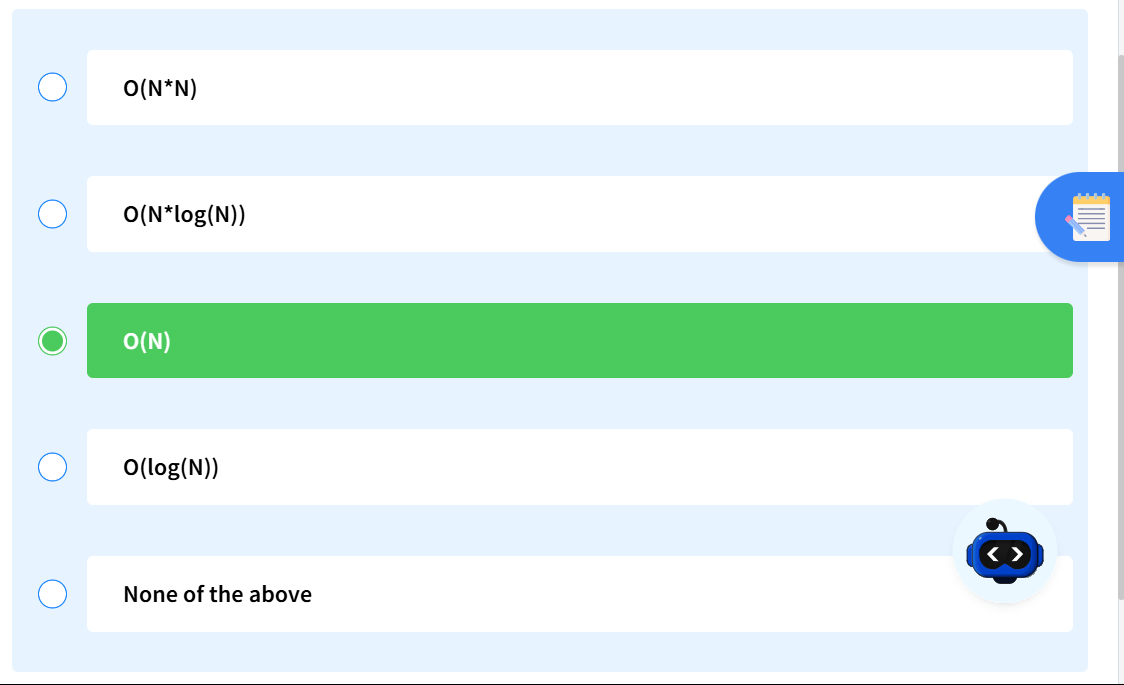 O(N*N)
O(N*log(N))
O(N)
O(log(N))
None of the above